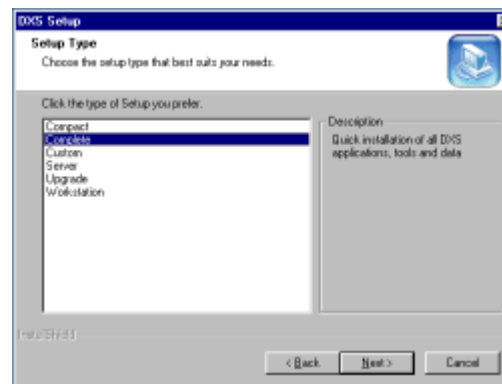 DXS Setup
Setup Type
Choose the setup type that best suits your needs.
Click the type of Setup you prefer.
Compact
Complete
Custom
Server
Upgrade
Workstation
Description
Quick installation of all DXS
applications, tools and data
InstallShield
< Back
Next >
Cancel